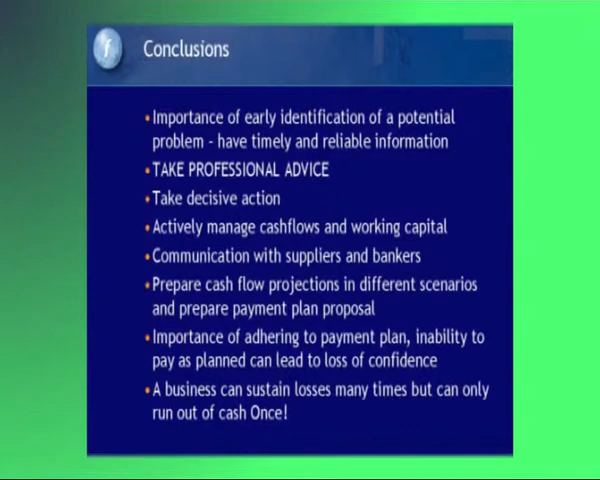 f
Conclusions
•Importance of early identification of a potential
problem - have timely and reliable information
•TAKE PROFESSIONAL ADVICE
•Take decisive action
•Actively manage cashflows and working capital
•Communication with suppliers and bankers
•Prepare cash flow projections in different scenarios
and prepare payment plan proposal
•Importance of adhering to payment plan, inability to
pay as planned can lead to loss of confidence
•A business can sustain losses many times but can only
run out of cash Once!